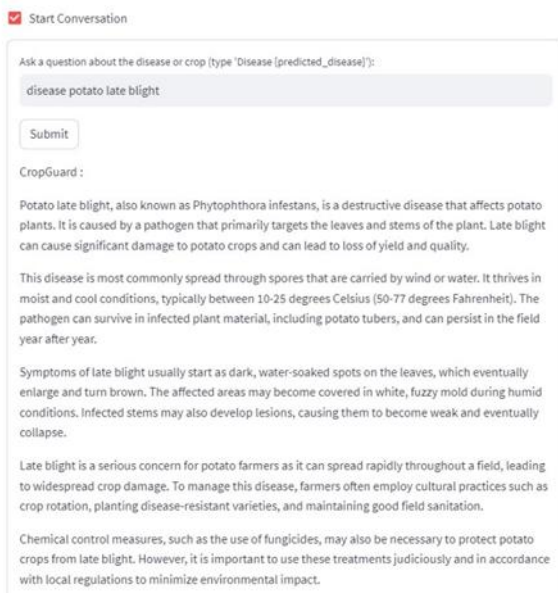 Start Conversation
Ask a question about the disease or crop (type 'Disease [predicted_disease]'):
disease potato late blight
Submit
CropGuard :
Potato late blight, also known as Phytophthora infestans, is a destructive disease that affects potato
plants. It is caused by a pathogen that primarily targets the leaves and stems of the plant. Late blight
can cause significant damage to potato crops and can lead to loss of yield and quality.
This disease is most commonly spread through spores that are carried by wind or water. It thrives in
moist and cool conditions, typically between 10-25 degrees Celsius (50-77 degrees Fahrenheit). The
pathogen can survive in infected plant material, including potato tubers, and can persist in the field
year after year.
Symptoms of late blight usually start as dark, water-soaked spots on the leaves, which eventually
enlarge and turn brown. The affected areas may become covered in white, fuzzy mold during humid
conditions. Infected stems may also develop lesions, causing them to become weak and eventually
collapse.
Late blight is a serious concern for potato farmers as it can spread rapidly throughout a field, leading
to widespread crop damage. To manage this disease, farmers often employ cultural practices such as
crop rotation, planting disease-resistant varieties, and maintaining good field sanitation.
Chemical control measures, such as the use of fungicides, may also be necessary to protect potato
crops from late blight. However, it is important to use these treatments judiciously and in accordance
with local regulations to minimize environmental impact.